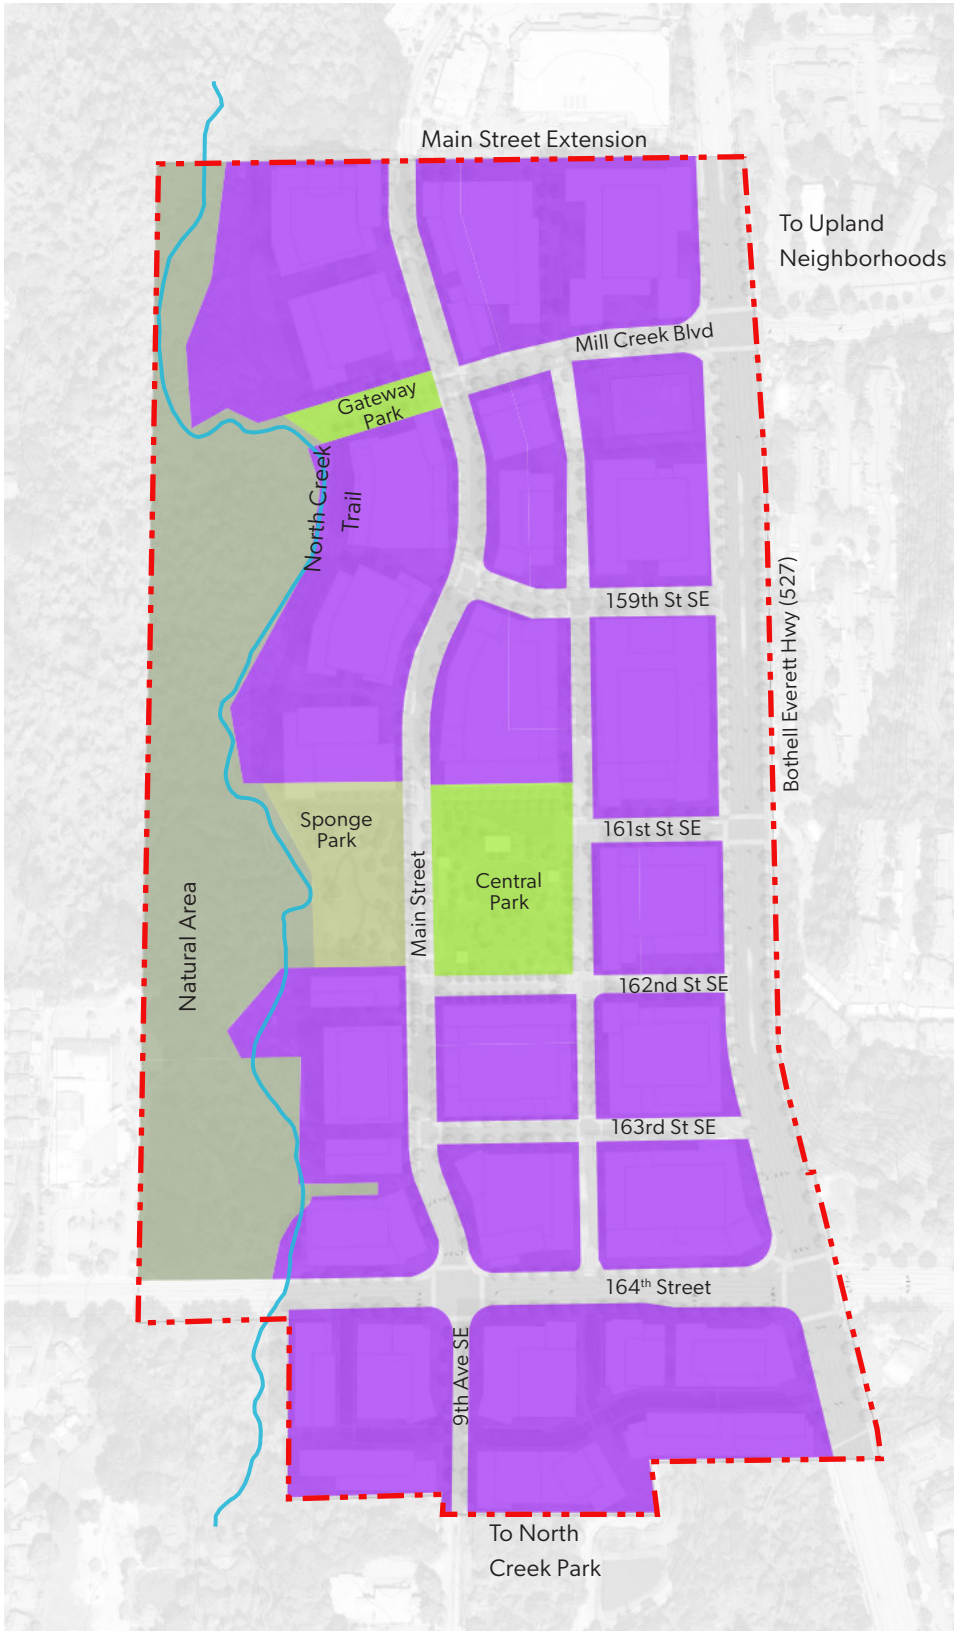 Main Street Extension
To Upland
Neighborhoods
Mill Creek Blvd
Gateway
Park
North Creek
Trail
159th St SE
Bothell Everett Hwy (527)
Sponge
Park
161st St SE
Main Street
Central
Park
Natural Area
162nd St SE
163rd St SE
164th Street
9th Ave SE
To North
Creek Park